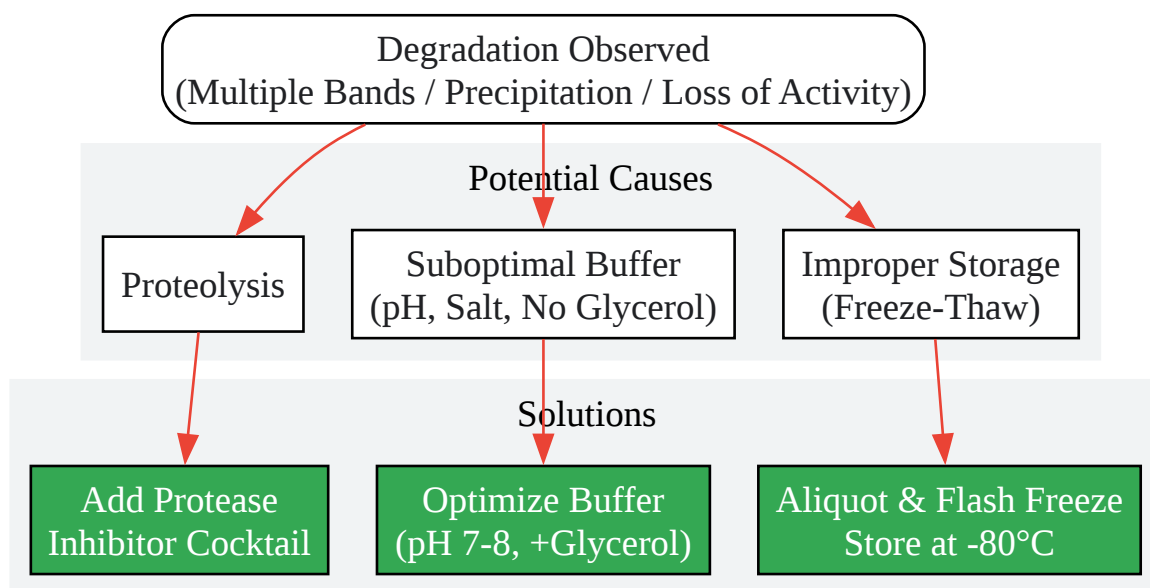 Degradation Observed
(Multiple Bands / Precipitation / Loss of Activity)
Potential Causes
Proteolysis
Suboptimal Buffer
(pH, Salt, No Glycerol)
Improper Storage
(Freeze-Thaw)
Solutions
Add Protease
Inhibitor Cocktail
Optimize Buffer
(pH 7-8, +Glycerol)
Aliquot & Flash Freeze
Store at -80°C